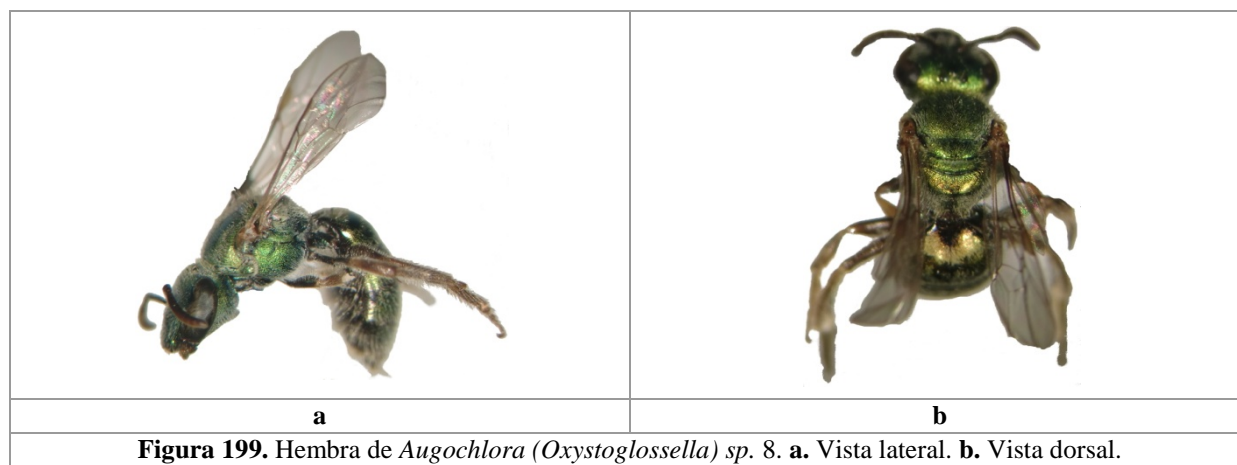 a
b
Figura 199. Hembra de Augochlora (Oxystoglossella) sp. 8. a. Vista lateral. b. Vista dorsal.